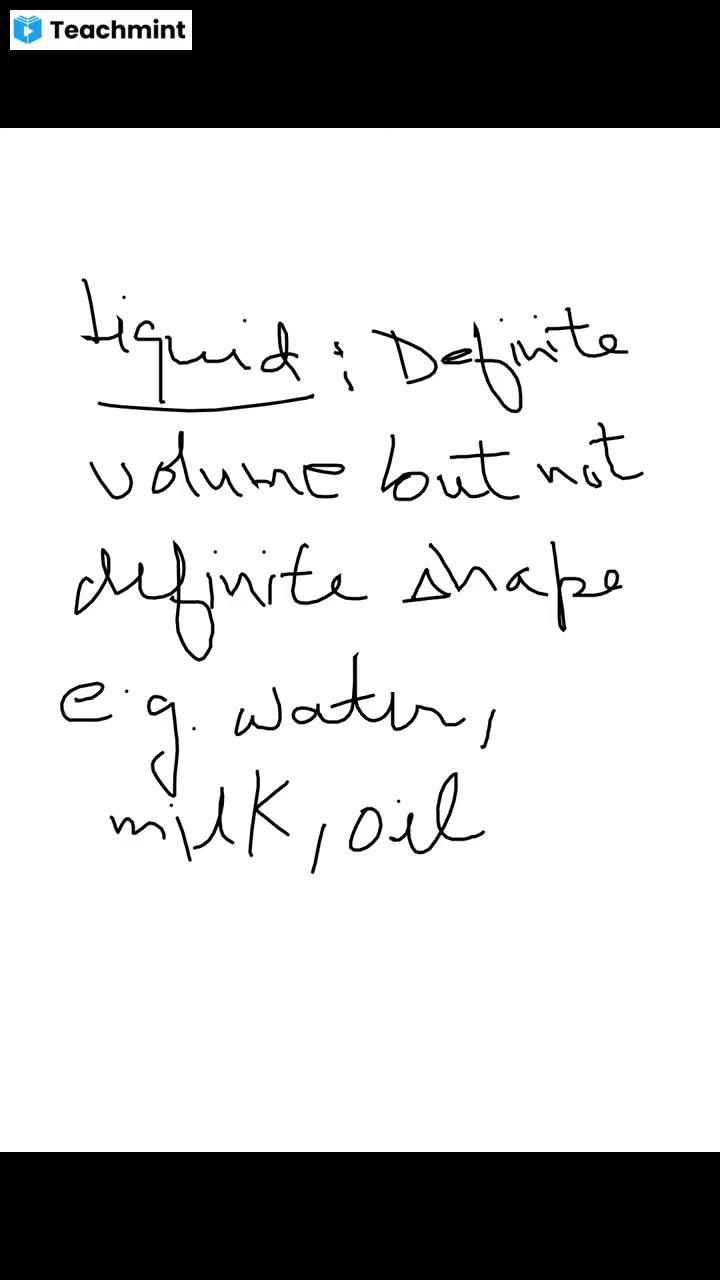 Teachmint
Liquid : Definite
volume but not
definite shape
e.g. water,
milk, oil